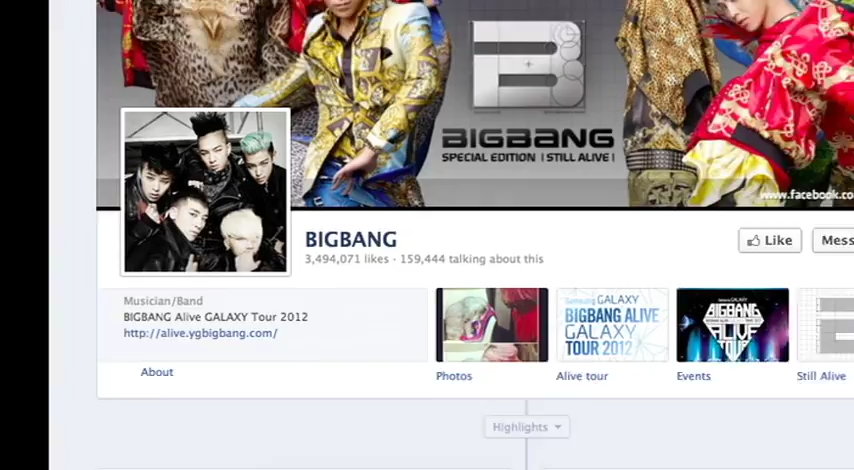 BIGBANG
SPECIAL EDITION | STILL ALIVE |
www.facebook.co
BIGBANG
3,494,071 likes · 159,444 talking about this
Like
Mess
Musician/Band
BIGBANG Alive GALAXY Tour 2012
http://alive.ygbigbang.com/
About
Samsung GALAXY
BIGBANG ALIVE
GALAXY
TOUR 2012
BIGBANG
ALIVE
TOUR
Photos
Alive tour
Events
Still Alive
Highlights